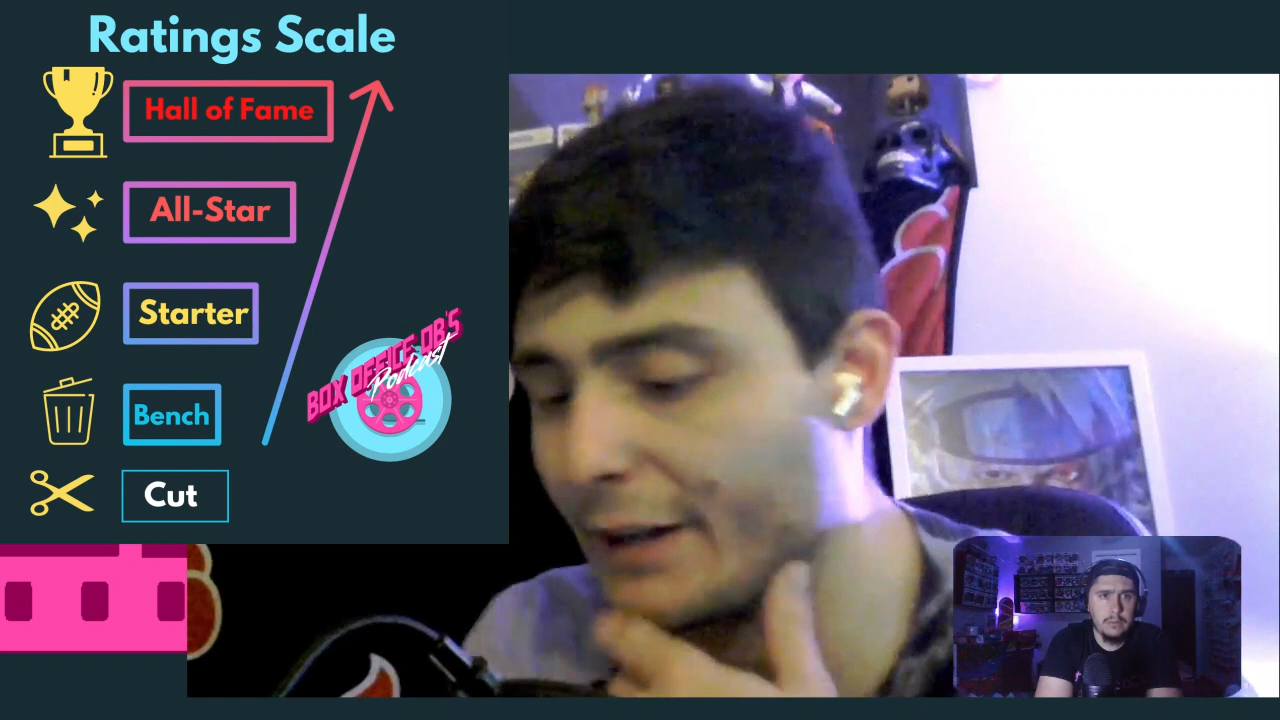 Ratings Scale
Hall of Fame
All-Star
Starter
Bench
Cut
BOX OFFICE QB'S
Podcast